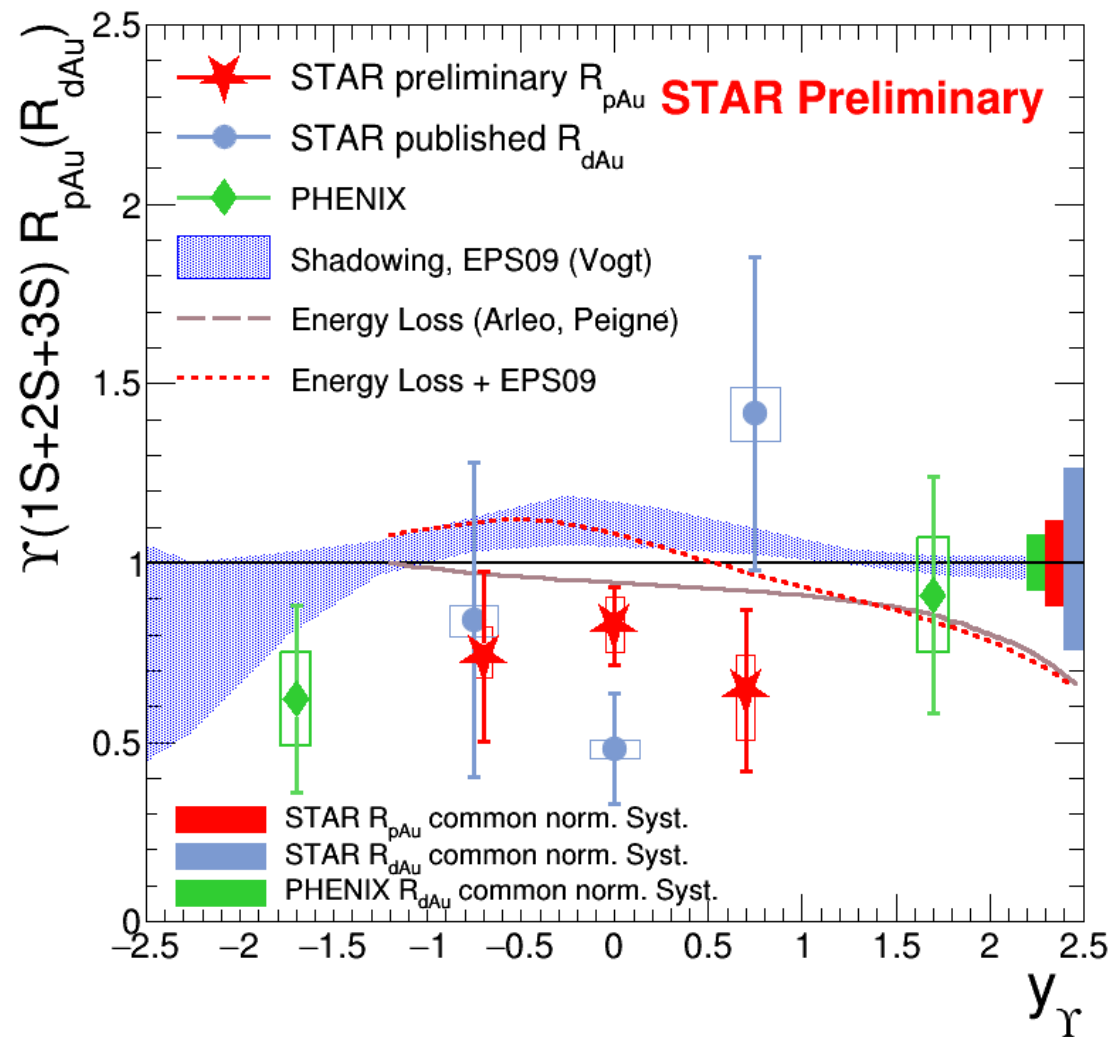 ϒ(1S+2S+3S) R_pAu (R_dAu)
2.5
2
1.5
1
0.5
0
STAR preliminary R_pAu
STAR Preliminary
STAR published R_dAu
PHENIX
Shadowing, EPS09 (Vogt)
Energy Loss (Arleo, Peigné)
Energy Loss + EPS09
STAR R_pAu common norm. Syst.
STAR R_dAu common norm. Syst.
PHENIX R_dAu common norm. Syst.
−2.5 −2 −1.5 −1 −0.5 0 0.5 1 1.5 2 2.5
y_ϒ